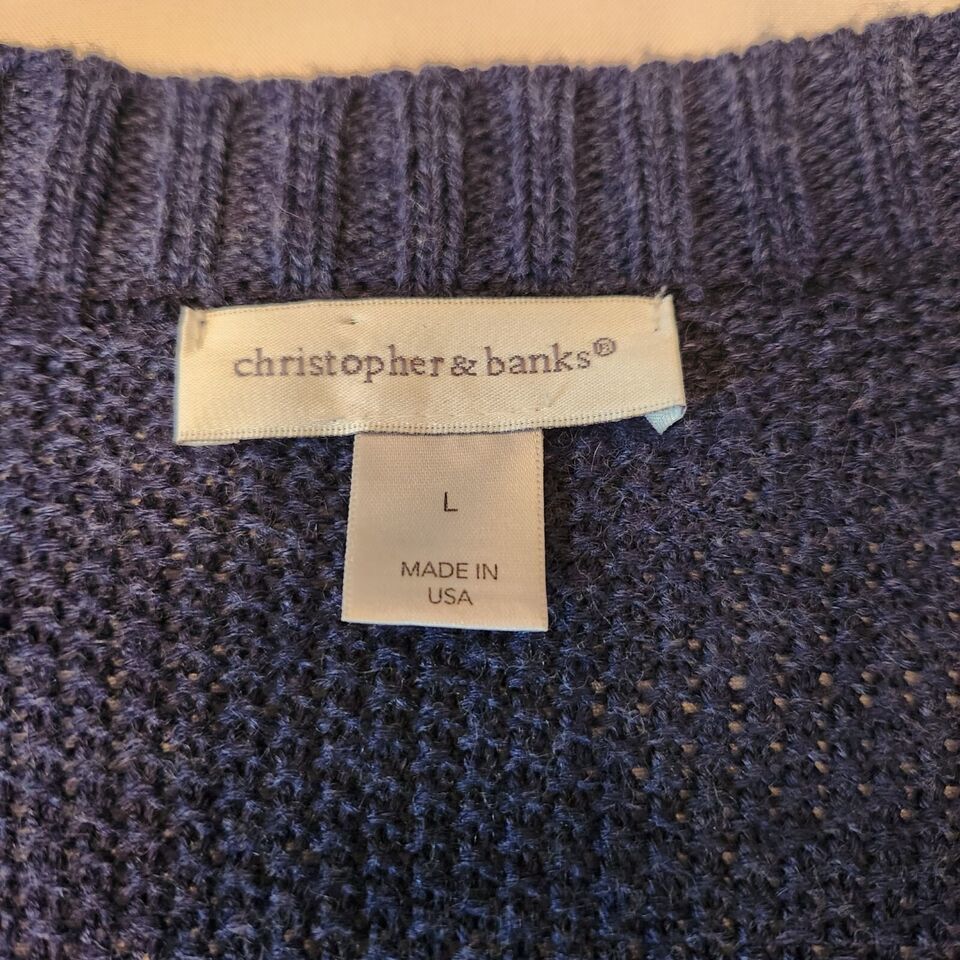 christopher & banks®
L
MADE IN
USA